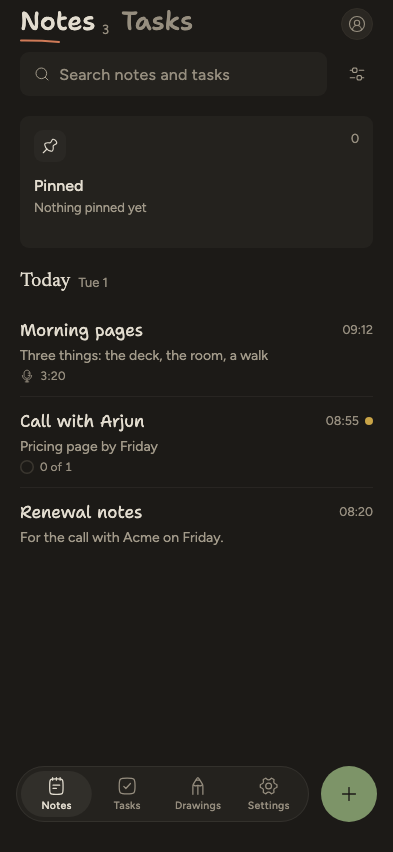 Notes 3 Tasks
Search notes and tasks
0
Pinned
Nothing pinned yet
Today Tue 1
Morning pages 09:12
Three things: the deck, the room, a walk
3:20
Call with Arjun 08:55
Pricing page by Friday
0 of 1
Renewal notes 08:20
For the call with Acme on Friday.
Notes Tasks Drawings Settings